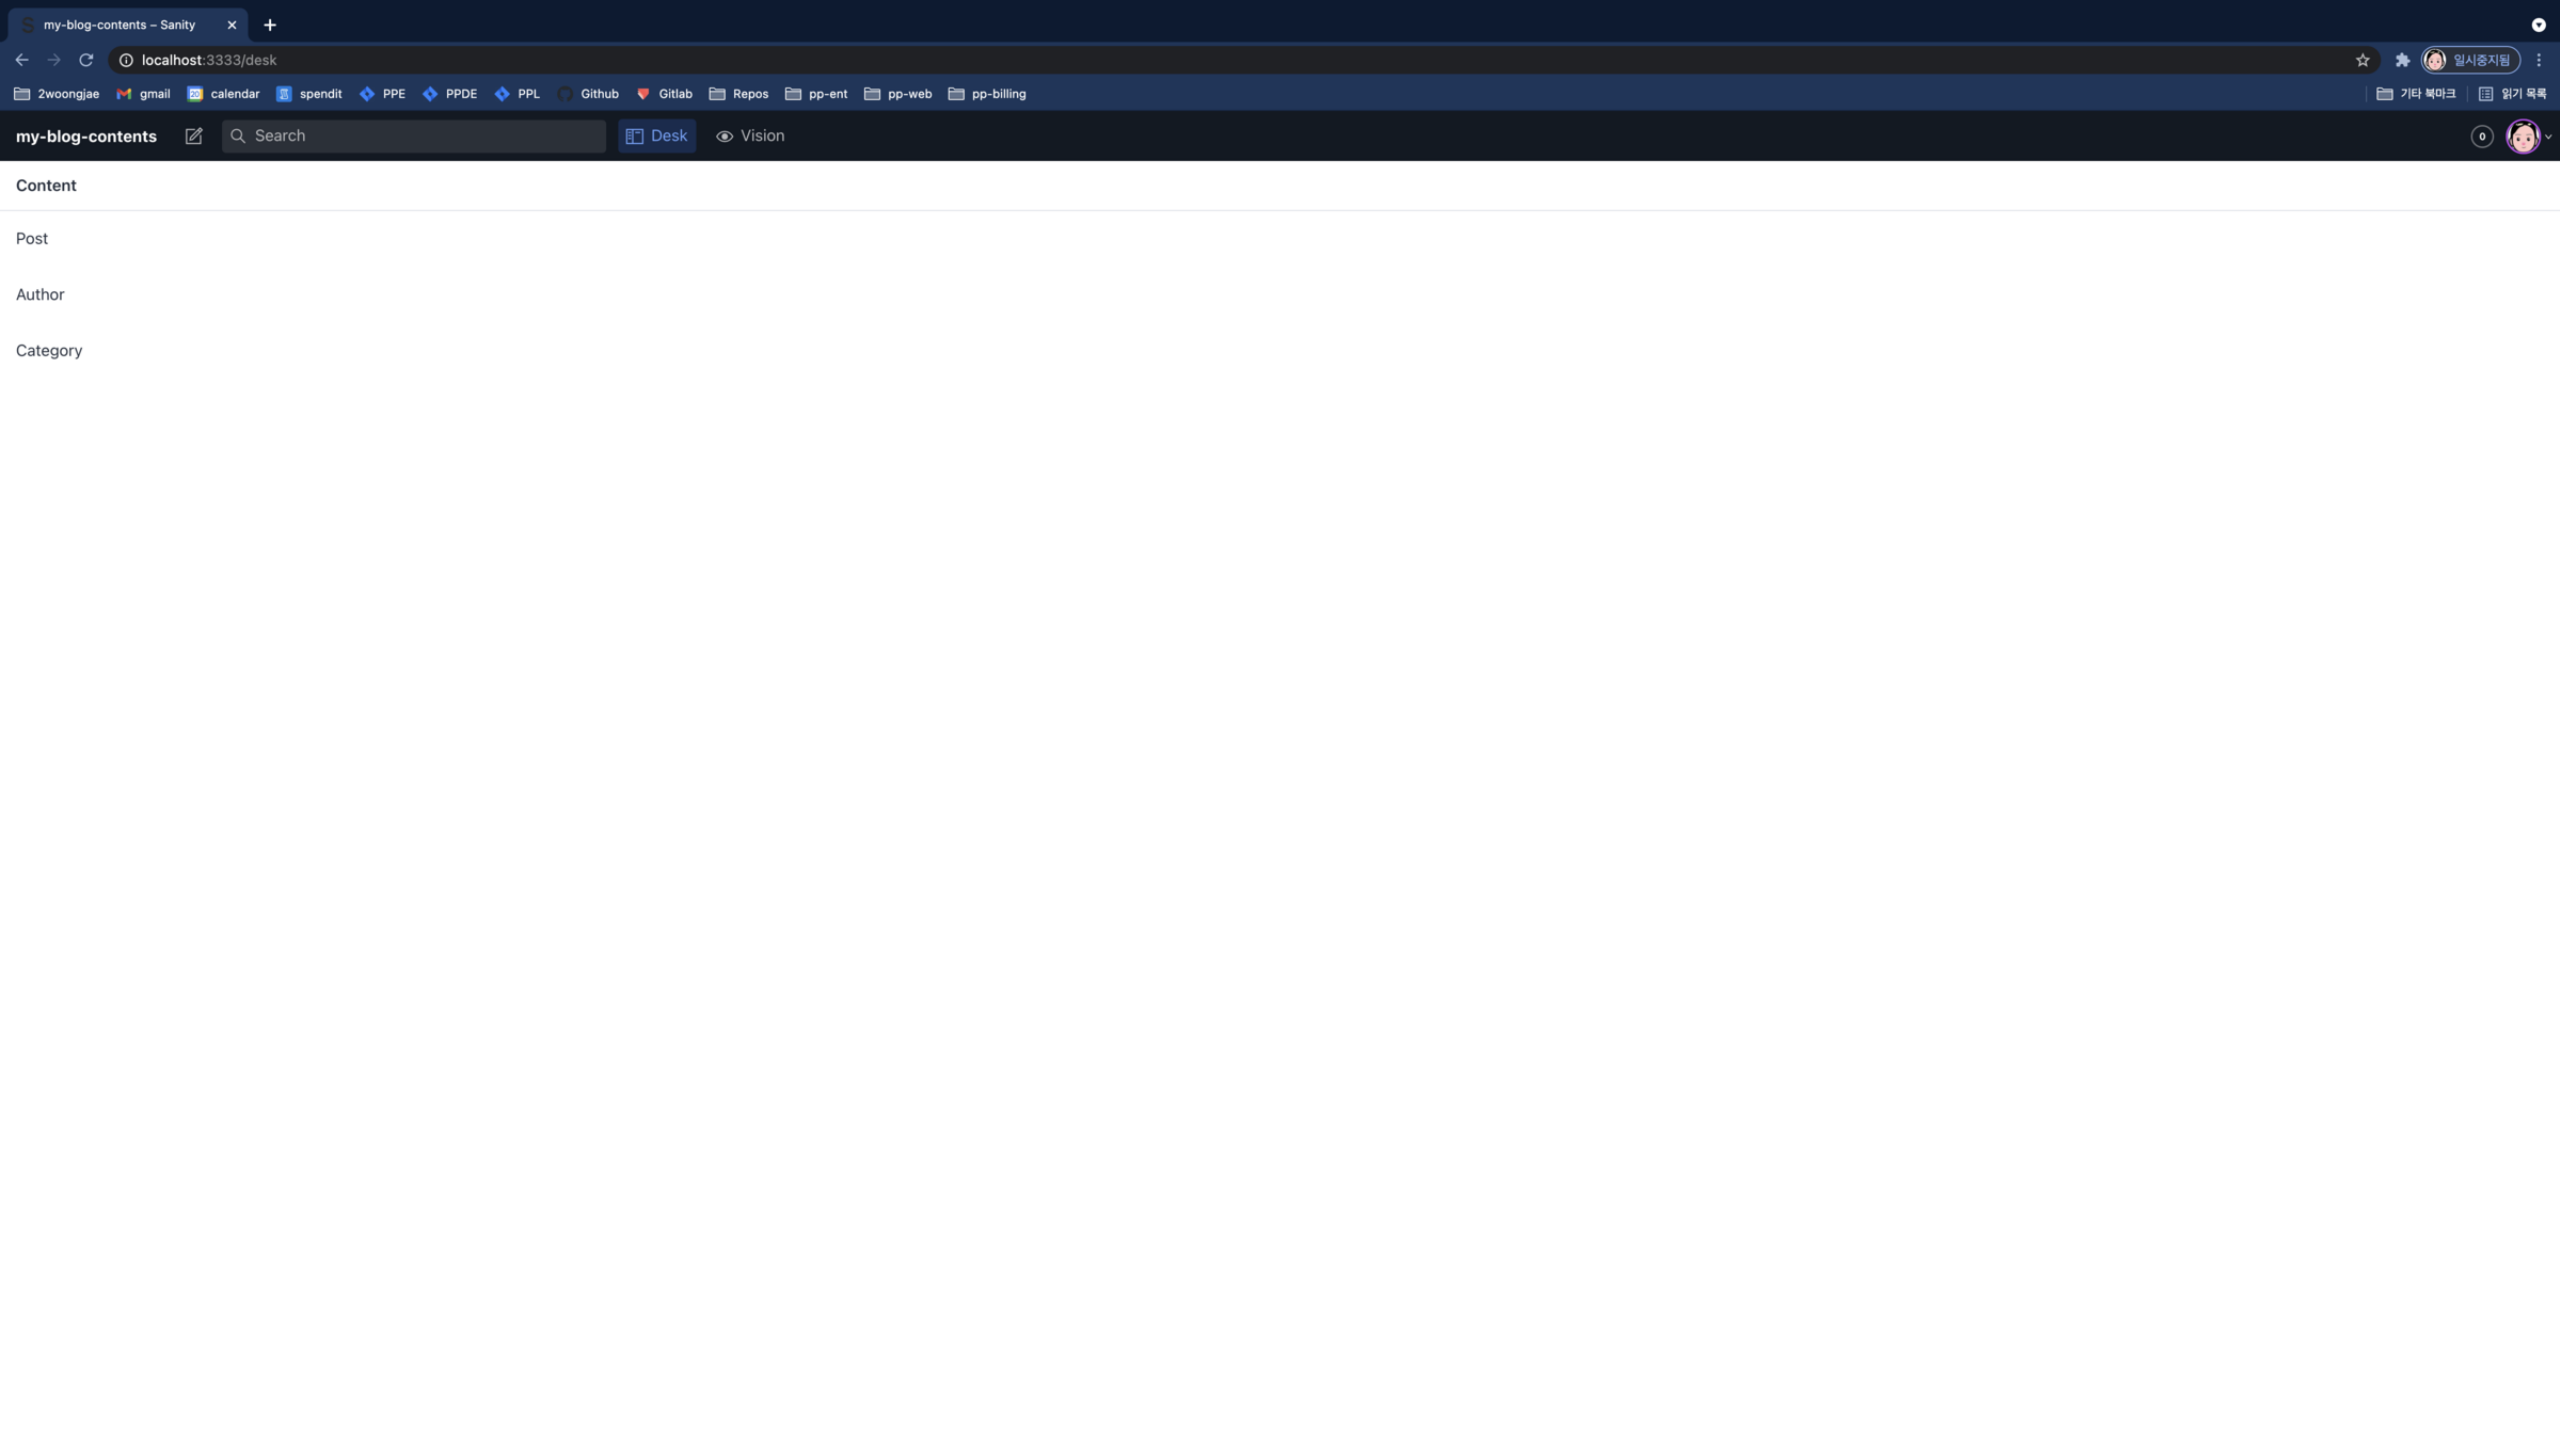 my-blog-contents – Sanity
localhost:3333/desk
일시중지됨
2woongjae gmail calendar spendit PPE PPDE PPL Github Gitlab Repos pp-ent pp-web pp-billing 기타 북마크 읽기 목록
my-blog-contents Search Desk Vision 0
Content
Post
Author
Category